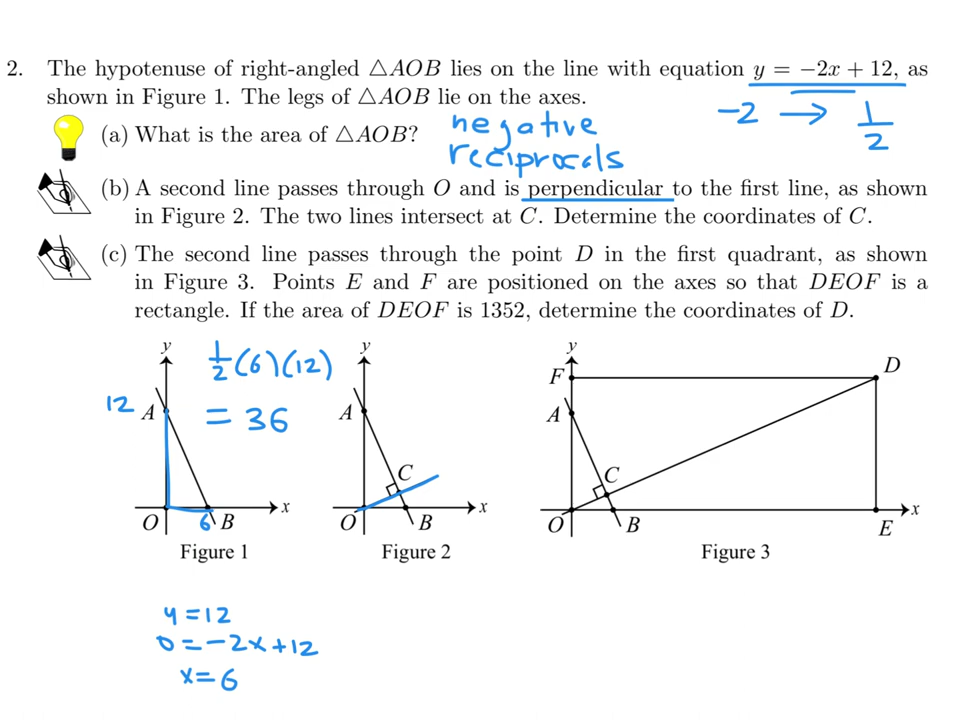 2. The hypotenuse of right-angled △AOB lies on the line with equation y = −2x + 12, as
shown in Figure 1. The legs of △AOB lie on the axes.
−2 → 1/2
(a) What is the area of △AOB?
negative
reciprocals
(b) A second line passes through O and is perpendicular to the first line, as shown
in Figure 2. The two lines intersect at C. Determine the coordinates of C.
(c) The second line passes through the point D in the first quadrant, as shown
in Figure 3. Points E and F are positioned on the axes so that DEOF is a
rectangle. If the area of DEOF is 1352, determine the coordinates of D.
y
12 A
1/2 (6)(12)
= 36
O 6 B x
Figure 1
y
A
C
O B x
Figure 2
y
F D
A
C
O B E x
Figure 3
y = 12
0 = −2x + 12
x = 6